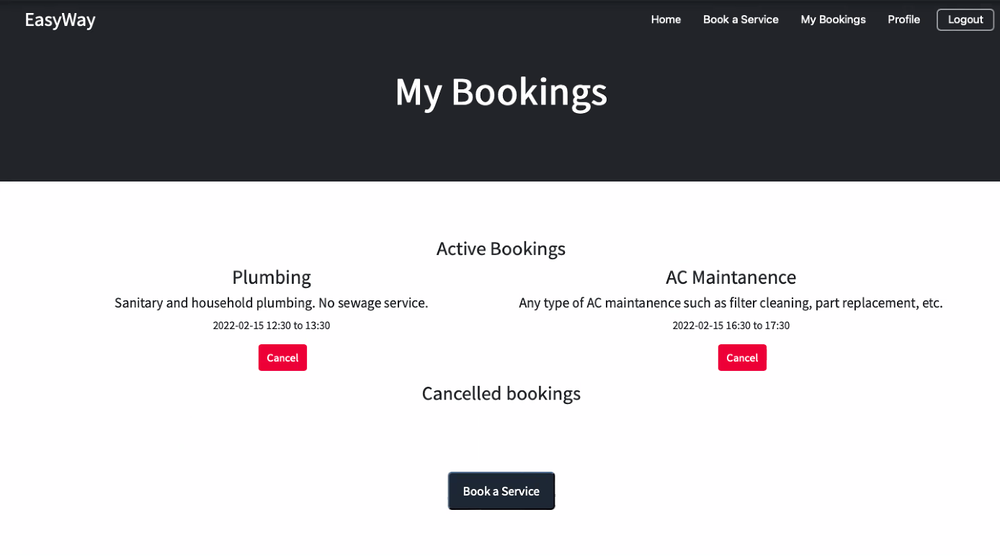 EasyWay
Home
Book a Service
My Bookings
Profile
Logout
My Bookings
Active Bookings
Plumbing
Sanitary and household plumbing. No sewage service.
2022-02-15 12:30 to 13:30
Cancel
AC Maintanence
Any type of AC maintanence such as filter cleaning, part replacement, etc.
2022-02-15 16:30 to 17:30
Cancel
Cancelled bookings
Book a Service